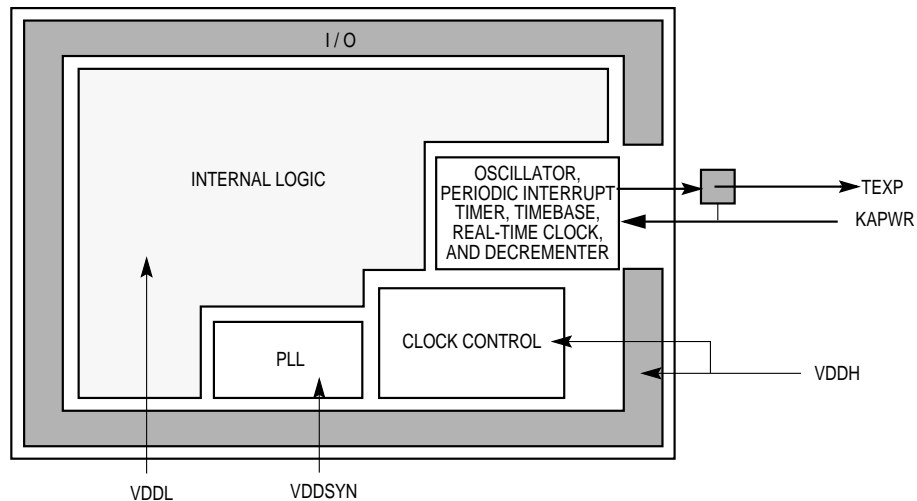 I / O
INTERNAL LOGIC
OSCILLATOR,
PERIODIC INTERRUPT
TIMER, TIMEBASE,
REAL-TIME CLOCK,
AND DECREMENTER
TEXP
KAPWR
CLOCK CONTROL
PLL
VDDH
VDDL
VDDSYN